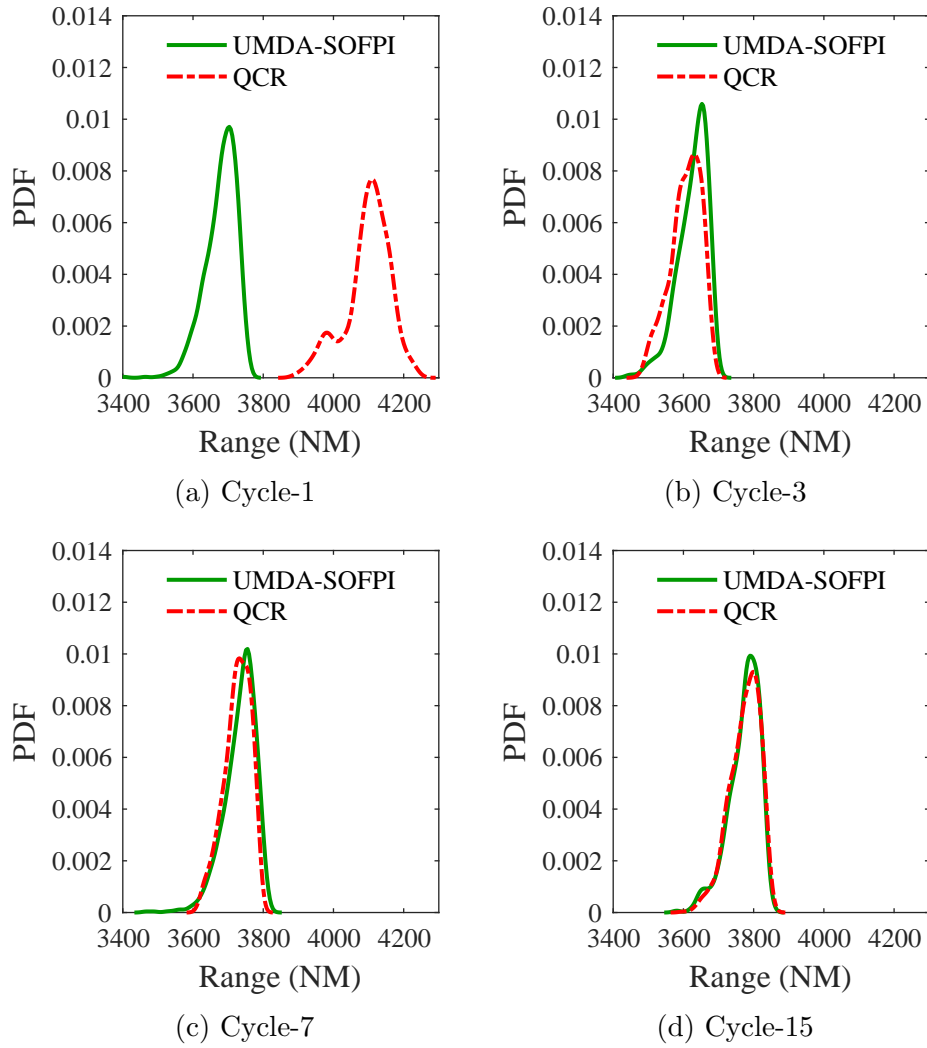 0.014
0.012
0.01
0.008
0.006
0.004
0.002
0
PDF
UMDA-SOFPI
QCR
3400 3600 3800 4000 4200
Range (NM)
(a) Cycle-1
0.014
0.012
0.01
0.008
0.006
0.004
0.002
0
PDF
UMDA-SOFPI
QCR
3400 3600 3800 4000 4200
Range (NM)
(b) Cycle-3
0.014
0.012
0.01
0.008
0.006
0.004
0.002
0
PDF
UMDA-SOFPI
QCR
3400 3600 3800 4000 4200
Range (NM)
(c) Cycle-7
0.014
0.012
0.01
0.008
0.006
0.004
0.002
0
PDF
UMDA-SOFPI
QCR
3400 3600 3800 4000 4200
Range (NM)
(d) Cycle-15